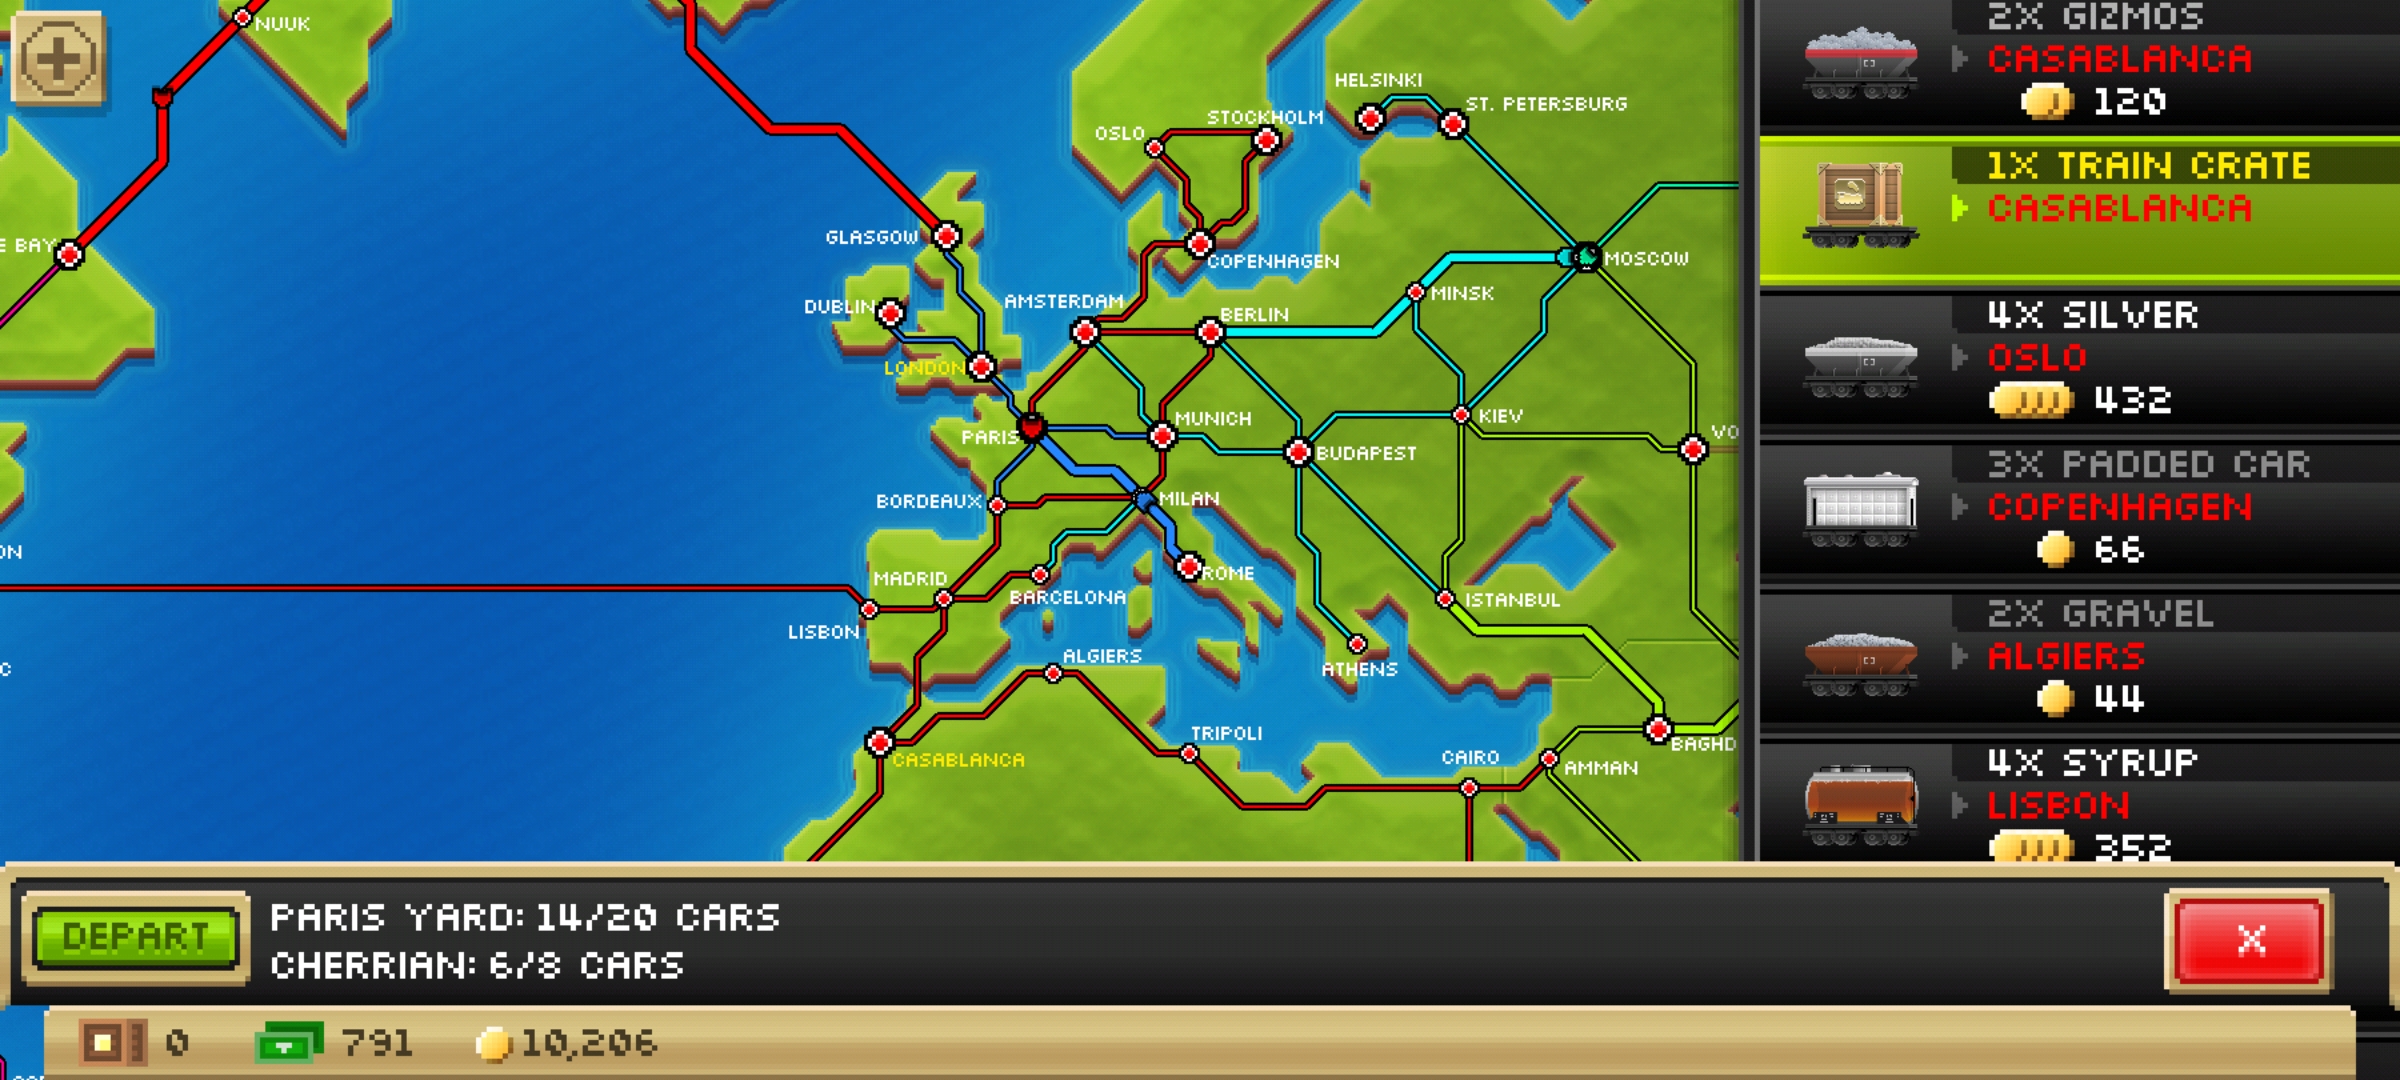 NUUK
HELSINKI
ST. PETERSBURG
STOCKHOLM
OSLO
GLASGOW
E BAY
COPENHAGEN
MOSCOW
DUBLIN
AMSTERDAM
MINSK
BERLIN
LONDON
MUNICH
KIEV
VO
PARIS
BUDAPEST
BORDEAUX
MILAN
ON
ROME
MADRID
BARCELONA
ISTANBUL
LISBON
ALGIERS
ATHENS
C
TRIPOLI
BAGHD
CASABLANCA
CAIRO
AMMAN
2X GIZMOS
CASABLANCA
120
1X TRAIN CRATE
CASABLANCA
4X SILVER
OSLO
432
3X PADDED CAR
COPENHAGEN
66
2X GRAVEL
ALGIERS
44
4X SYRUP
LISBON
352
DEPART
PARIS YARD: 14/20 CARS
CHERRIAN: 6/8 CARS
X
0
791
10,206